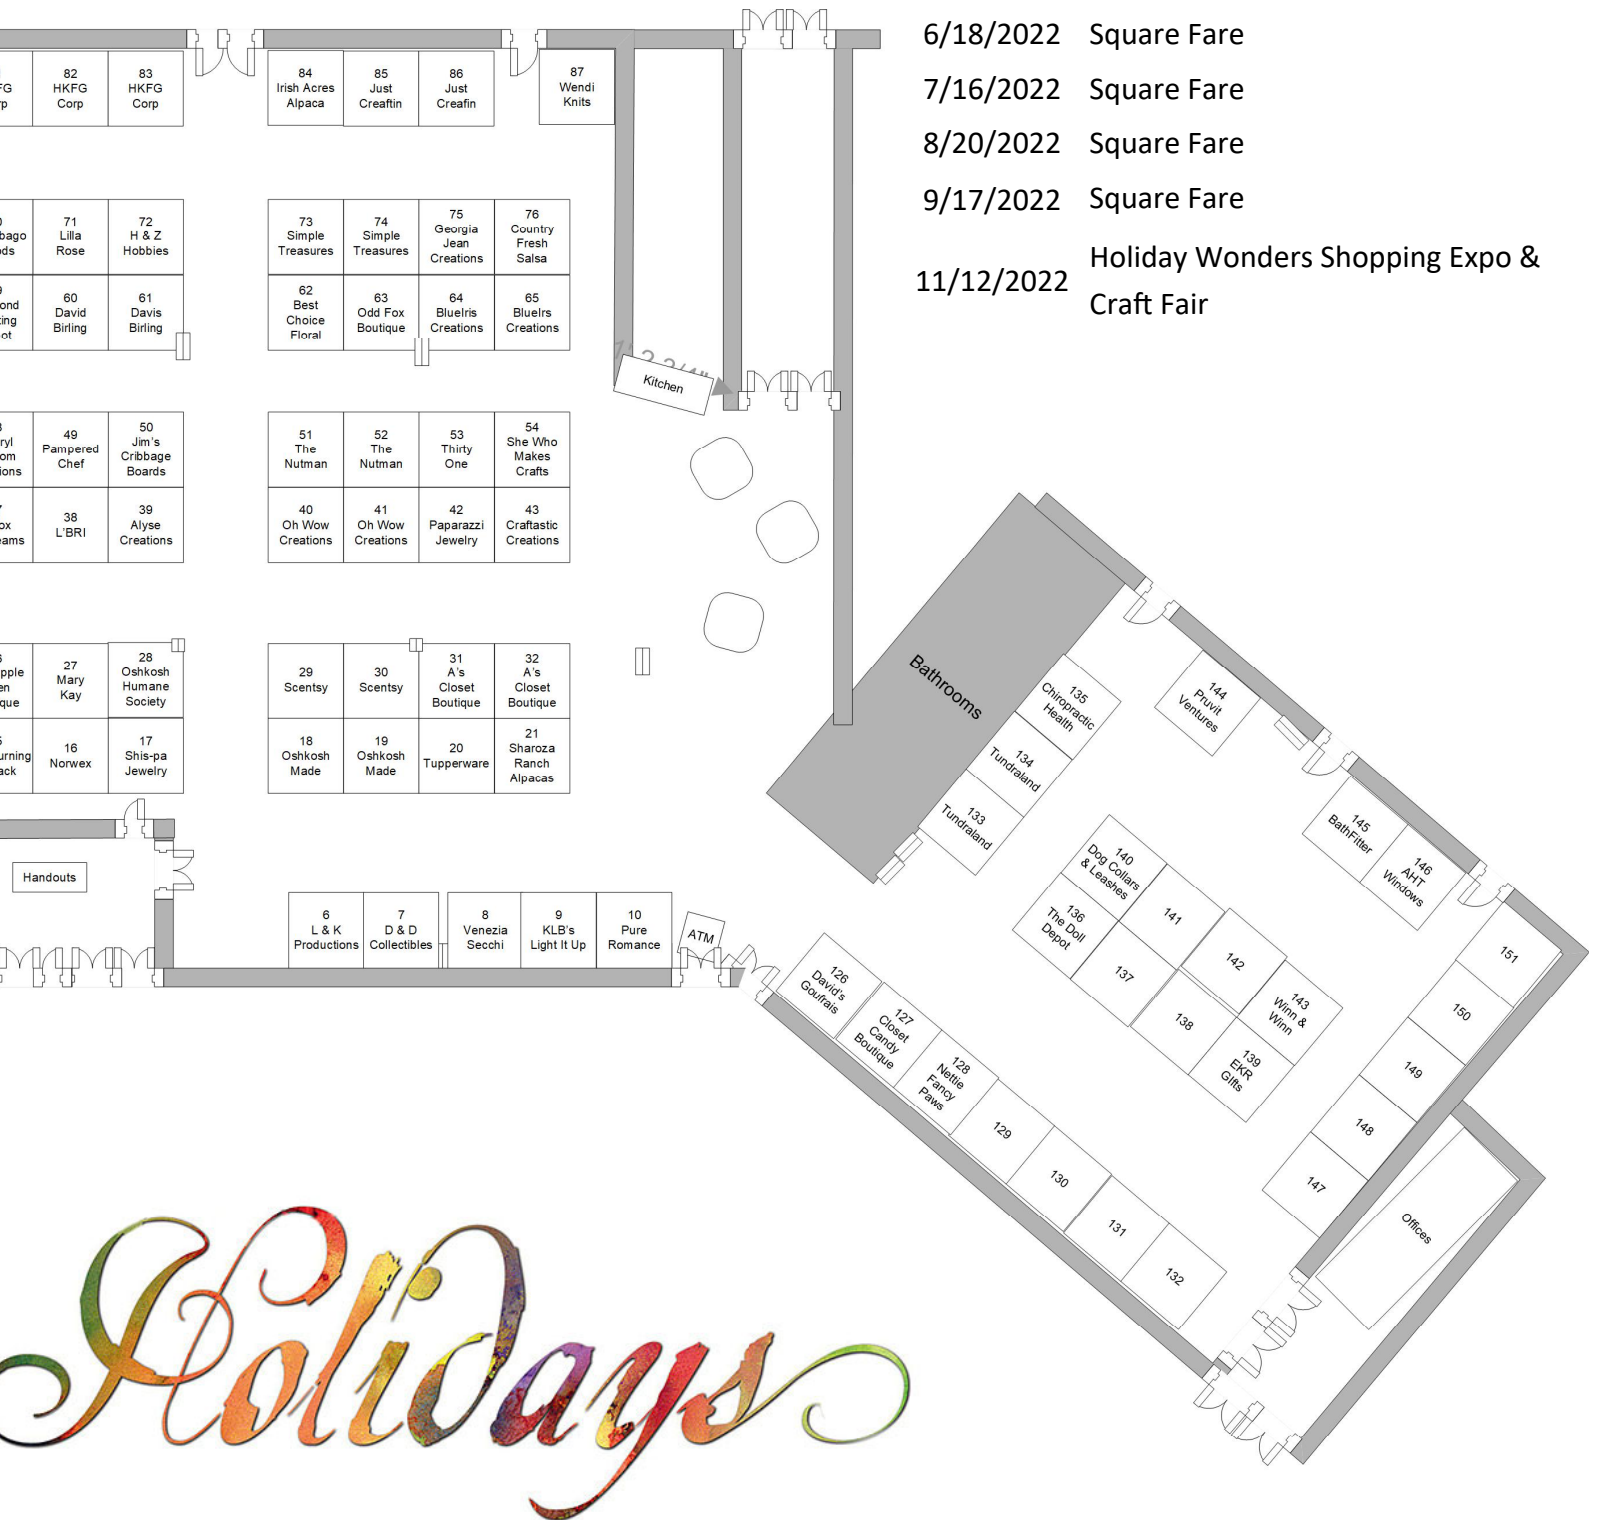 6/18/2022 Square Fare
7/16/2022 Square Fare
8/20/2022 Square Fare
9/17/2022 Square Fare
11/12/2022 Holiday Wonders Shopping Expo &
Craft Fair
82
HKFG
Corp
83
HKFG
Corp
84
Irish Acres
Alpaca
85
Just
Creaftin
86
Just
Creafin
87
Wendi
Knits
71
Lilla
Rose
72
H & Z
Hobbies
73
Simple
Treasures
74
Simple
Treasures
75
Georgia
Jean
Creations
76
Country
Fresh
Salsa
60
David
Birling
61
Davis
Birling
62
Best
Choice
Floral
63
Odd Fox
Boutique
64
BlueIris
Creations
65
BlueIrs
Creations
Kitchen
49
Pampered
Chef
50
Jim's
Cribbage
Boards
51
The
Nutman
52
The
Nutman
53
Thirty
One
54
She Who
Makes
Crafts
38
L'BRI
39
Alyse
Creations
40
Oh Wow
Creations
41
Oh Wow
Creations
42
Paparazzi
Jewelry
43
Craftastic
Creations
27
Mary
Kay
28
Oshkosh
Humane
Society
29
Scentsy
30
Scentsy
31
A's
Closet
Boutique
32
A's
Closet
Boutique
16
Norwex
17
Shis-pa
Jewelry
18
Oshkosh
Made
19
Oshkosh
Made
20
Tupperware
21
Sharoza
Ranch
Alpacas
Handouts
6
L & K
Productions
7
D & D
Collectibles
8
Venezia
Secchi
9
KLB's
Light It Up
10
Pure
Romance
ATM
Bathrooms
135
Chiropractic
Health
134
Tundraland
133
Tundraland
144
Pruvit
Ventures
145
BathFitter
146
AHT
Windows
140
Dog Collars
& Leashes
141
142
143
Winn &
Winn
136
The Doll
Depot
137
138
139
EKR
Gifts
151
150
149
148
147
126
David's
Goufrais
127
Closet
Candy
Boutique
128
Nettie
Fancy
Paws
129
130
131
132
Offices
Holidays